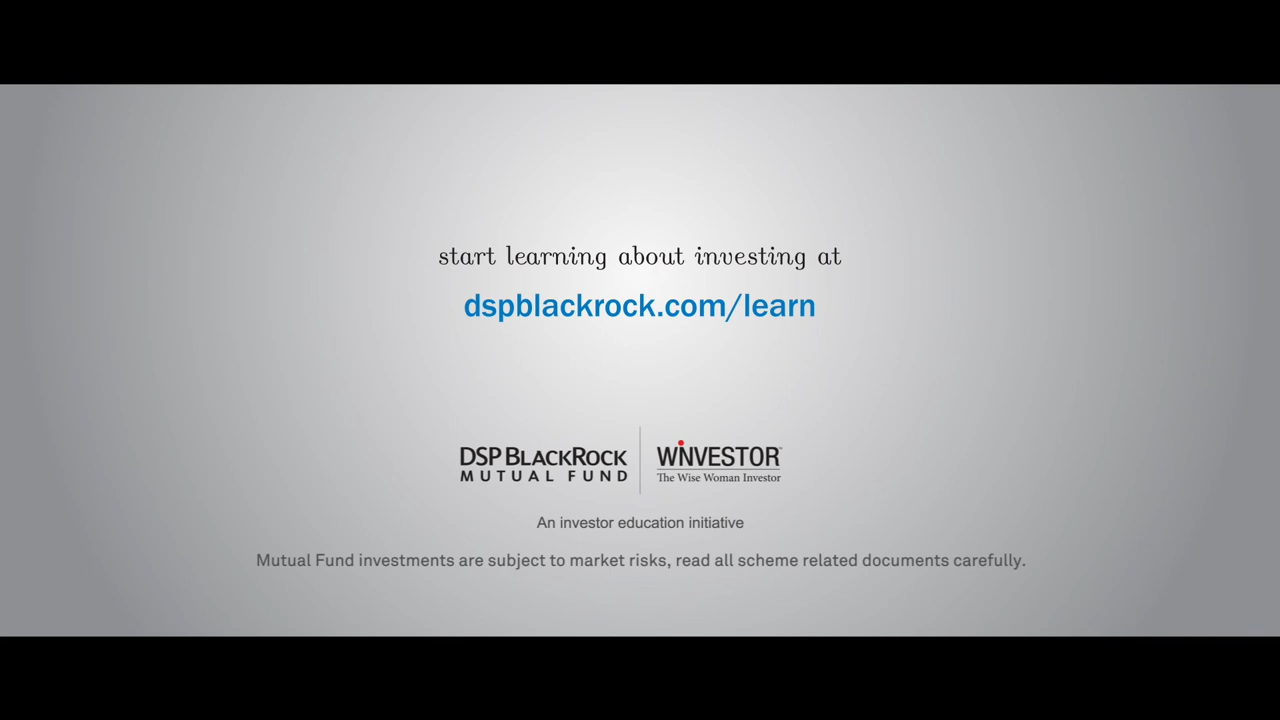 start learning about investing at
dspblackrock.com/learn
DSP BLACKROCK
MUTUAL FUND
WINVESTOR
The Wise Woman Investor
An investor education initiative
Mutual Fund investments are subject to market risks, read all scheme related documents carefully.